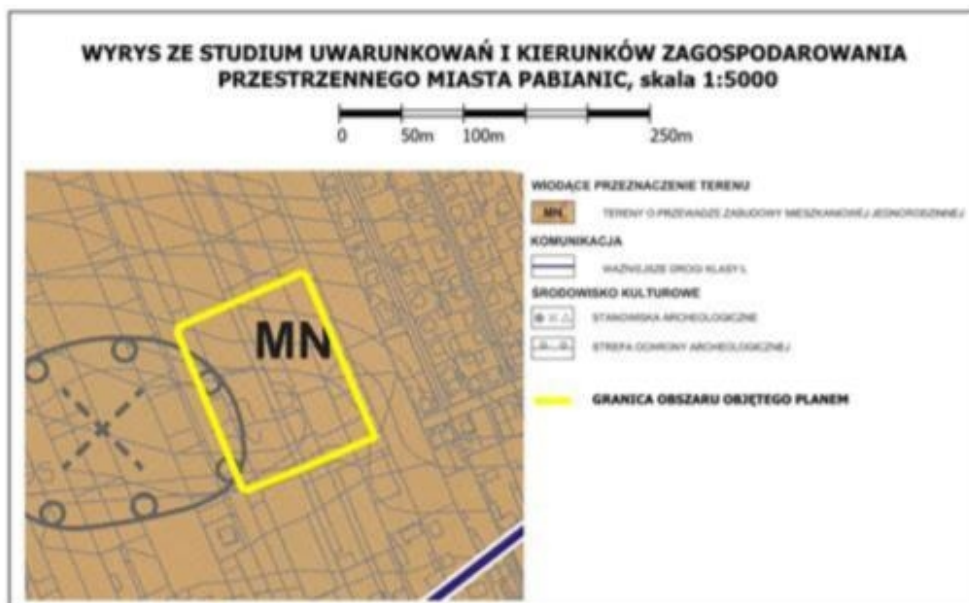 WYRYS ZE STUDIUM UWARUNKOWAŃ I KIERUNKÓW ZAGOSPODAROWANIA
PRZESTRZENNEGO MIASTA PABIANIC, skala 1:5000
0 50m 100m 250m
WIODĄCE PRZEZNACZENIE TERENU
MN TERENY O PRZEWADZE ZABUDOWY MIESZKANIOWEJ JEDNORODZINNEJ
KOMUNIKACJA
WAŻNIEJSZE DROGI KLASY L
ŚRODOWISKO KULTUROWE
STANOWISKA ARCHEOLOGICZNE
STREFA OCHRONY ARCHEOLOGICZNEJ
GRANICA OBSZARU OBJĘTEGO PLANEM
MN